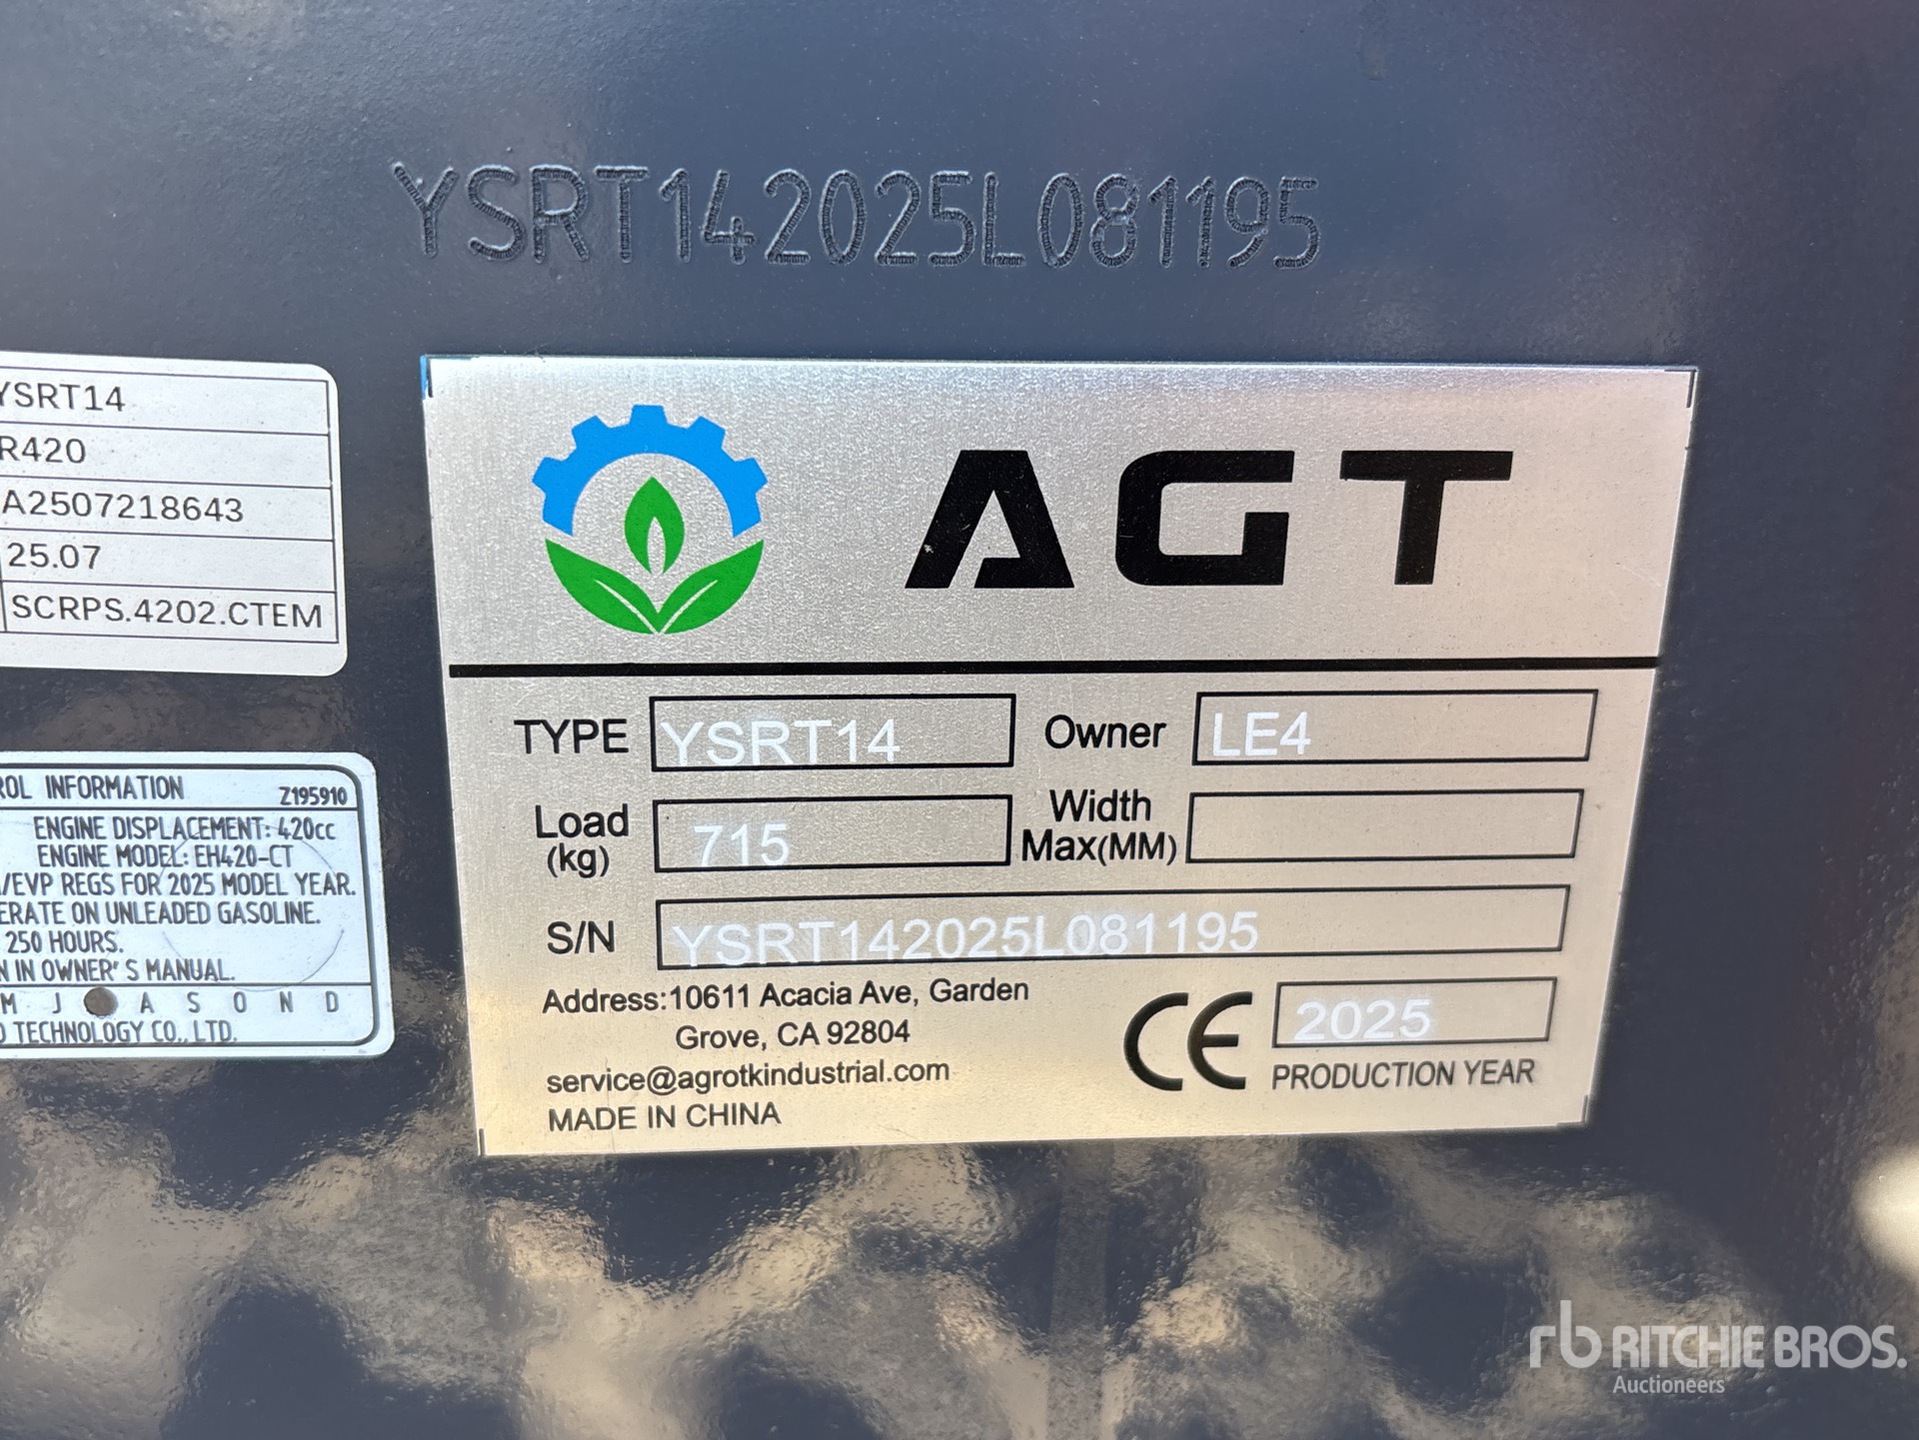 YSRT142025L081195
YSRT14
R420
A2507218643
25.07
SCRPS.4202.CTEM
ROL INFORMATION Z195910
ENGINE DISPLACEMENT: 420cc
ENGINE MODEL: EH420-CT
/EVP REGS FOR 2025 MODEL YEAR.
ERATE ON UNLEADED GASOLINE.
250 HOURS.
N IN OWNER'S MANUAL.
M J A S O N D
TECHNOLOGY CO., LTD.
AGT
TYPE YSRT14 Owner LE4
Load (kg) 715 Width Max(MM)
S/N YSRT142025L081195
Address:10611 Acacia Ave, Garden
Grove, CA 92804
service@agrotkindustrial.com
MADE IN CHINA
CE 2025
PRODUCTION YEAR
rb RITCHIE BROS.
Auctioneers